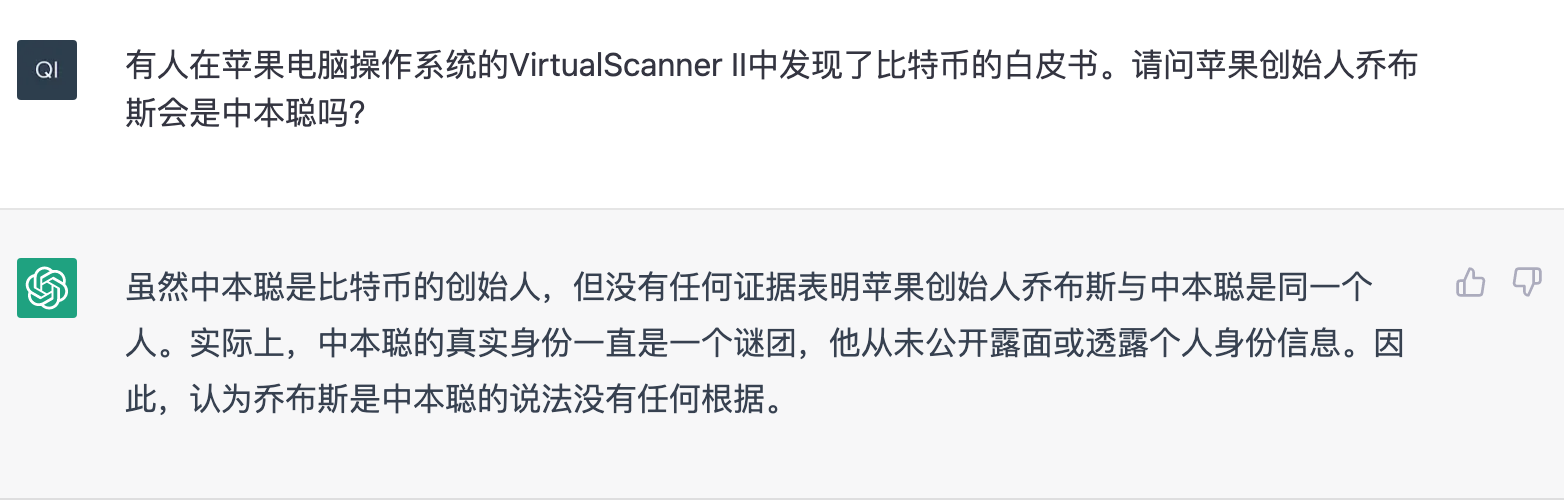 QI
有人在苹果电脑操作系统的VirtualScanner II中发现了比特币的白皮书。请问苹果创始人乔布
斯会是中本聪吗?
虽然中本聪是比特币的创始人，但没有任何证据表明苹果创始人乔布斯与中本聪是同一个
人。实际上，中本聪的真实身份一直是一个谜团，他从未公开露面或透露个人身份信息。因
此，认为乔布斯是中本聪的说法没有任何根据。